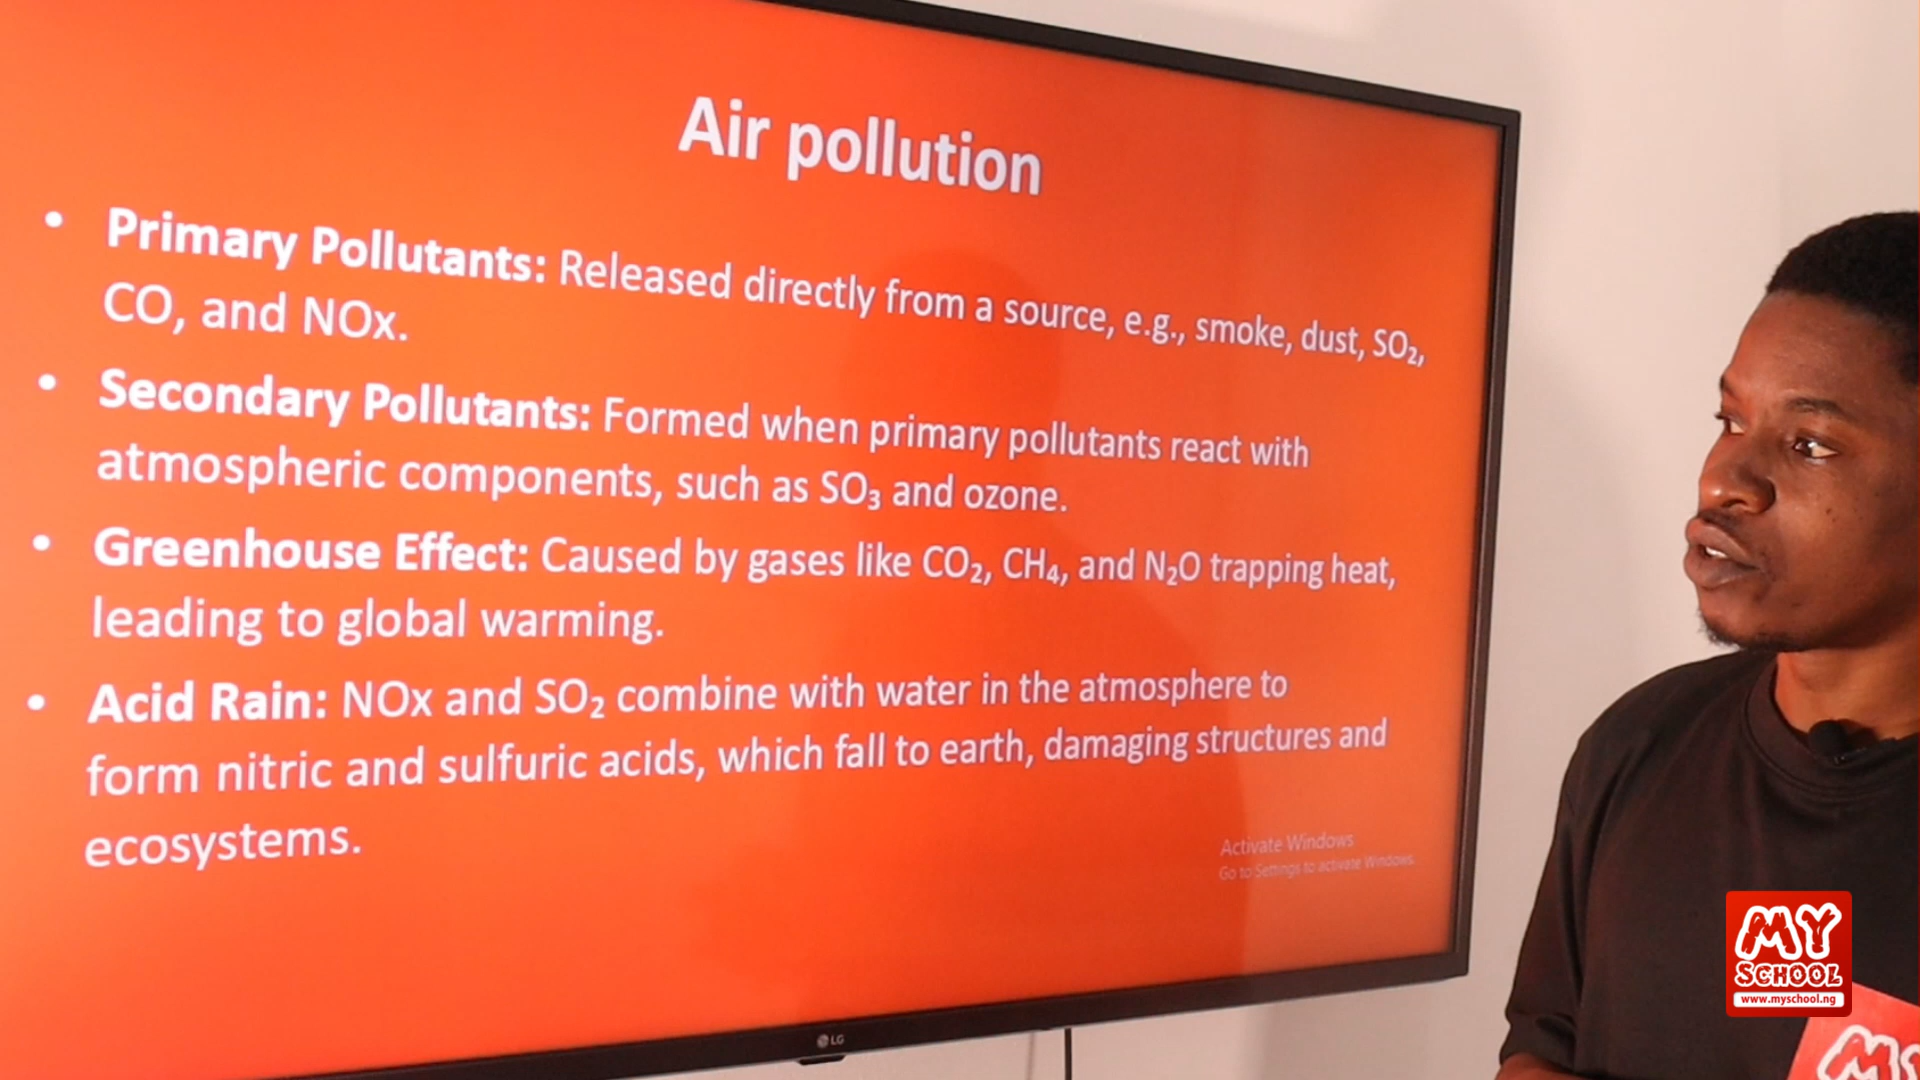 Air pollution
• Primary Pollutants: Released directly from a source, e.g., smoke, dust, SO₂,
CO, and NOx.
• Secondary Pollutants: Formed when primary pollutants react with
atmospheric components, such as SO₃ and ozone.
• Greenhouse Effect: Caused by gases like CO₂, CH₄, and N₂O trapping heat,
leading to global warming.
• Acid Rain: NOx and SO₂ combine with water in the atmosphere to
form nitric and sulfuric acids, which fall to earth, damaging structures and
ecosystems.
Activate Windows
Go to Settings to activate Windows.
LG
MY
SCHOOL
www.myschool.ng
MY